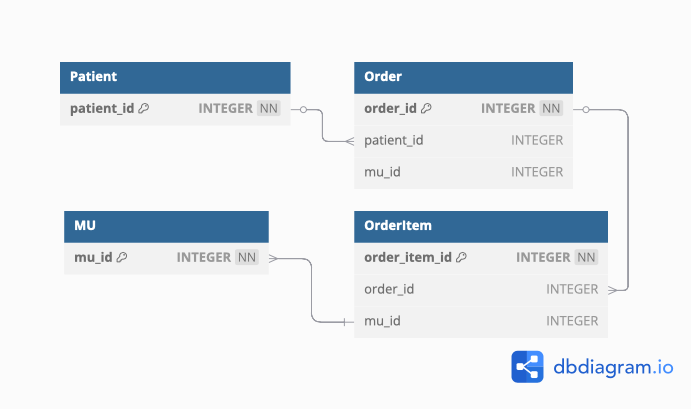 Patient
patient_id INTEGER NN
Order
order_id INTEGER NN
patient_id INTEGER
mu_id INTEGER
MU
mu_id INTEGER NN
OrderItem
order_item_id INTEGER NN
order_id INTEGER
mu_id INTEGER
dbdiagram.io